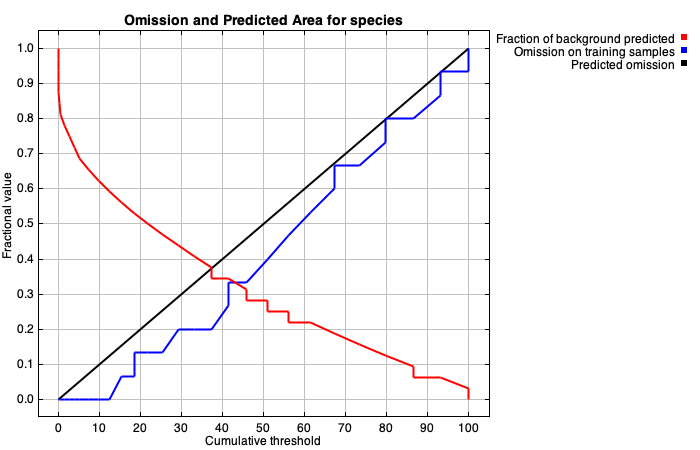 Omission and Predicted Area for species
Fraction of background predicted
Omission on training samples
Predicted omission
Fractional value
1.0
0.9
0.8
0.7
0.6
0.5
0.4
0.3
0.2
0.1
0.0
0 10 20 30 40 50 60 70 80 90 100
Cumulative threshold